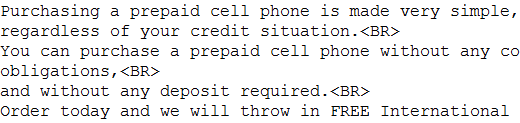 Purchasing a prepaid cell phone is made very simple,
regardless of your credit situation.<BR>
You can purchase a prepaid cell phone without any co
obligations,<BR>
and without any deposit required.<BR>
Order today and we will throw in FREE International